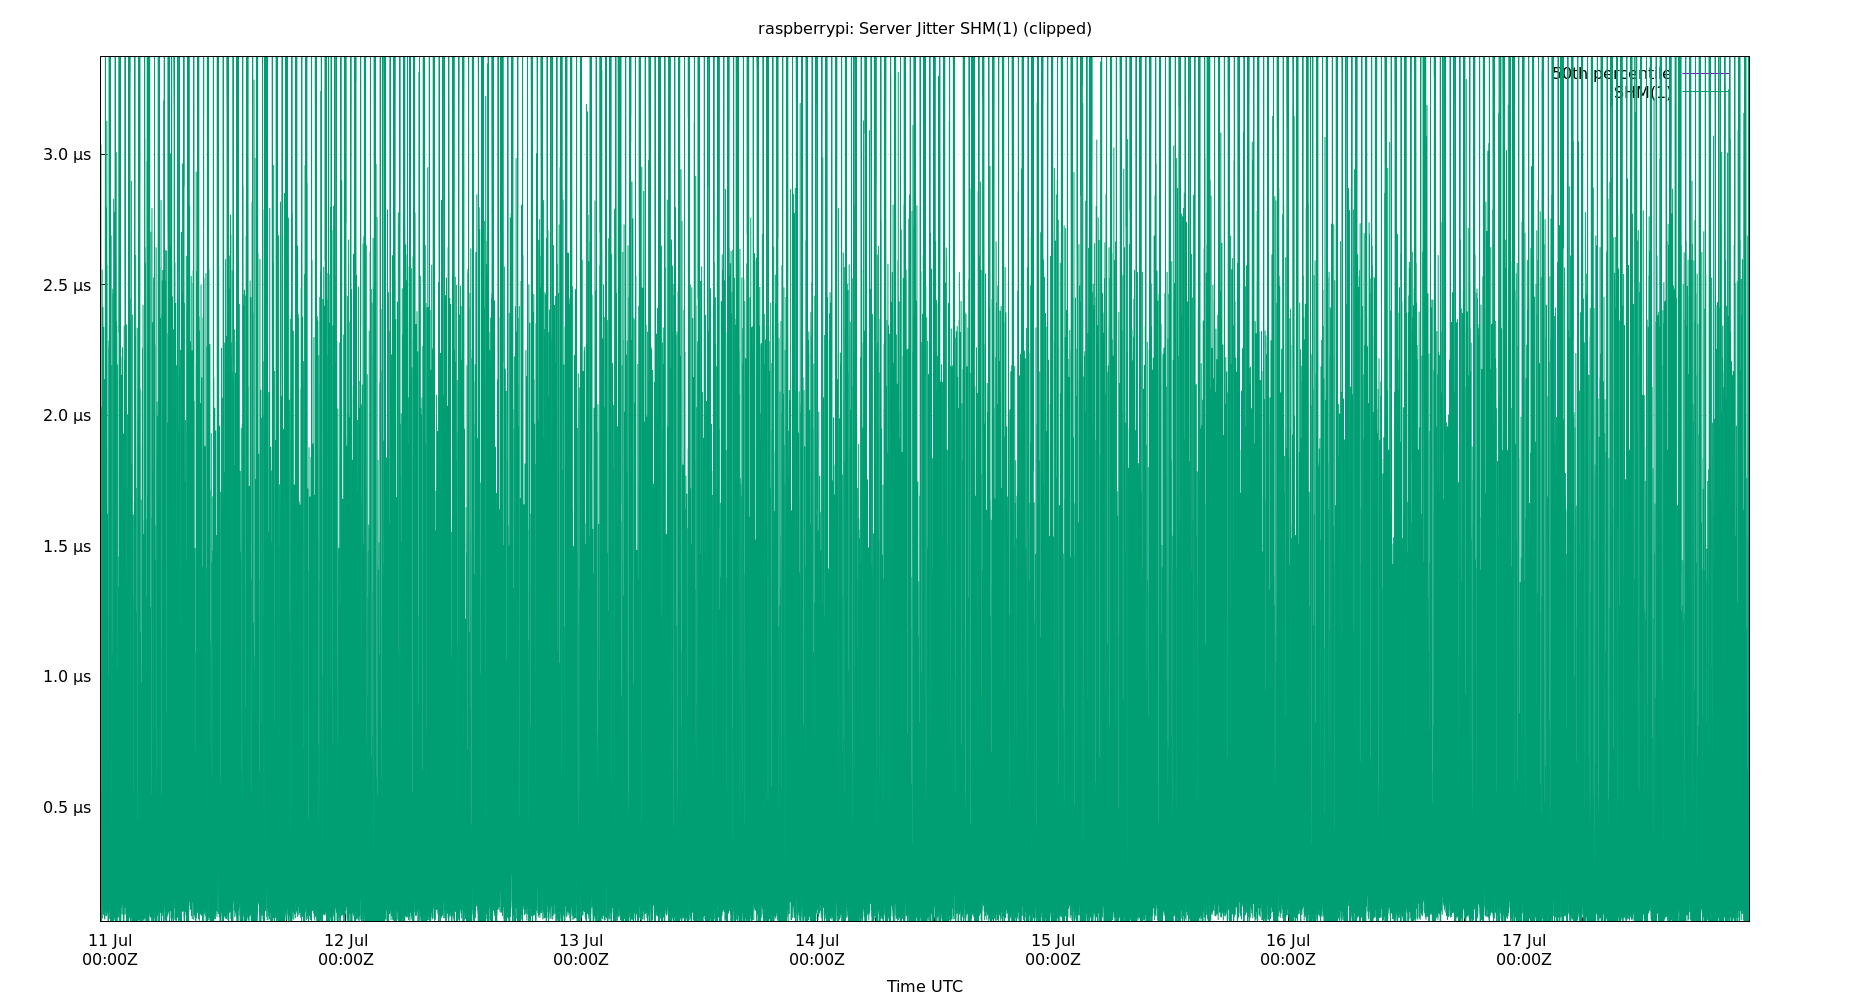 raspberrypi: Server Jitter SHM(1) (clipped)
50th percentile
SHM(1)
3.0 µs
2.5 µs
2.0 µs
1.5 µs
1.0 µs
0.5 µs
11 Jul 12 Jul 13 Jul 14 Jul 15 Jul 16 Jul 17 Jul
00:00Z 00:00Z 00:00Z 00:00Z 00:00Z 00:00Z 00:00Z
Time UTC